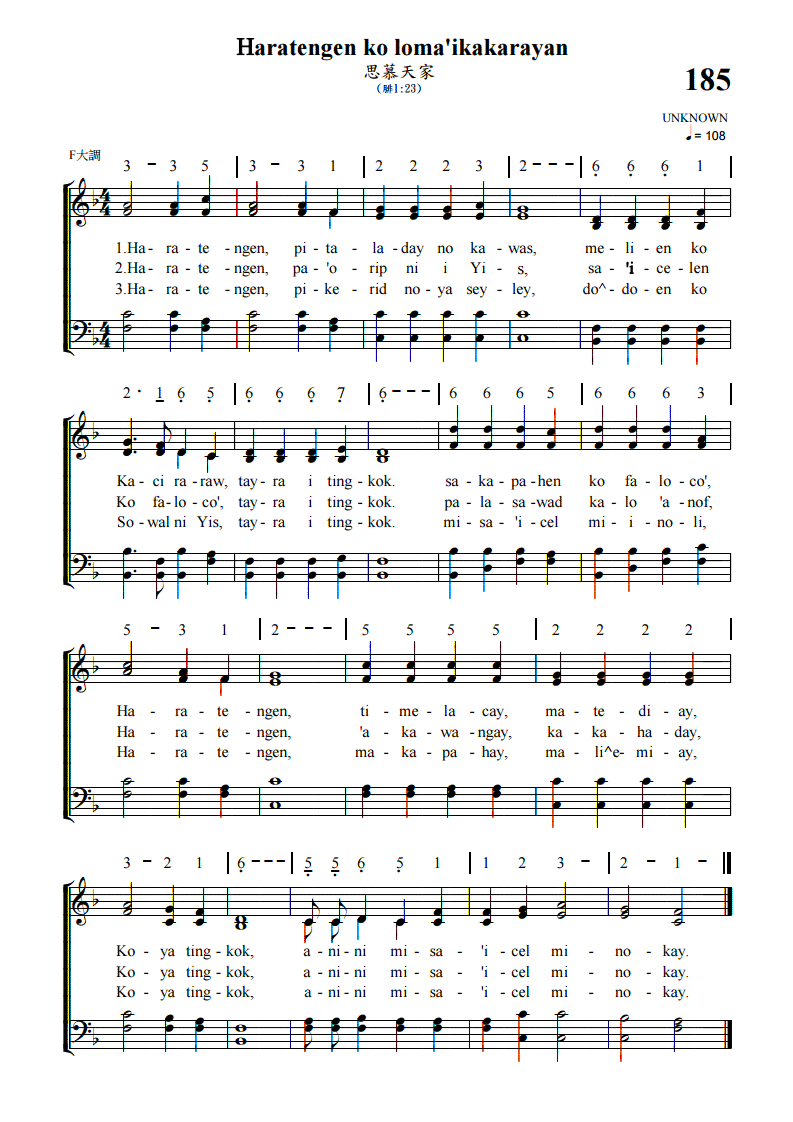 Haratengen ko loma'ikakarayan
思慕天家
(腓1:23)
185
UNKNOWN
♩= 108
F大調
3 - 3 5 | 3 - 3 1 | 2 2 2 3 | 2 - - - | 6̣ 6̣ 6̣ 1 |
1.Ha - ra - te - ngen, pi - ta - la - day no ka - was, me - li - en ko
2.Ha - ra - te - ngen, pa - 'o - rip ni i Yi - s, sa - 'i - ce - len
3.Ha - ra - te - ngen, pi - ke - rid no - ya sey - ley, do^ - do - en ko
2 · 1̲ 6̣ 5̣ | 6̣ 6̣ 6̣ 7̣ | 6̣ - - - | 6 6 6 5 | 6 6 6 3 |
Ka - ci ra - raw, tay - ra i ting - kok. sa - ka - pa - hen ko fa - lo - co',
Ko fa - lo - co', tay - ra i ting - kok. pa - la - sa - wad ka - lo 'a - nof,
So - wal ni Yis, tay - ra i ting - kok. mi - sa - 'i - cel mi - i - no - li,
5 - 3 1 | 2 - - - | 5 5 5 5 | 2 2 2 2 |
Ha - ra - te - ngen, ti - me - la - cay, ma - te - di - ay,
Ha - ra - te - ngen, 'a - ka - wa - ngay, ka - ka - ha - day,
Ha - ra - te - ngen, ma - ka - pa - hay, ma - li^e - mi - ay,
3 - 2 1 | 6̣ - - - | 5̣̲ 5̣̲ 6̣ 5̣ 1 | 1 2 3 - | 2 - 1 - ‖
Ko - ya ting - kok, a - ni - ni mi - sa - 'i - cel mi - no - kay.
Ko - ya ting - kok, a - ni - ni mi - sa - 'i - cel mi - no - kay.
Ko - ya ting - kok, a - ni - ni mi - sa - 'i - cel mi - no - kay.